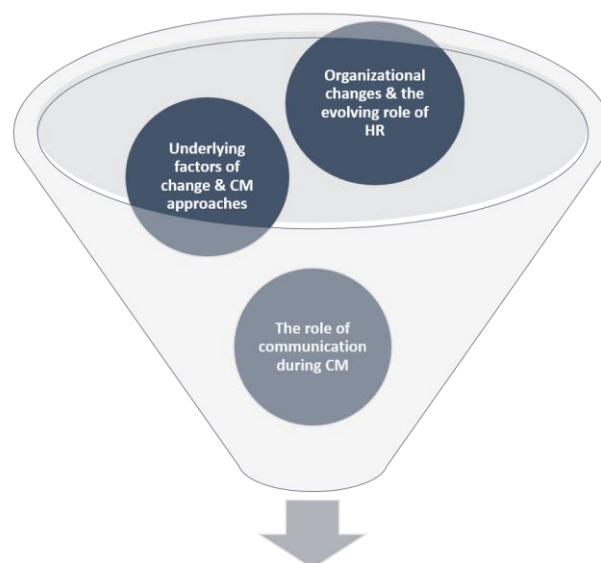 Organizational
changes & the
evolving role of
HR
Underlying
factors of
change & CM
approaches
The role of
communication
during CM